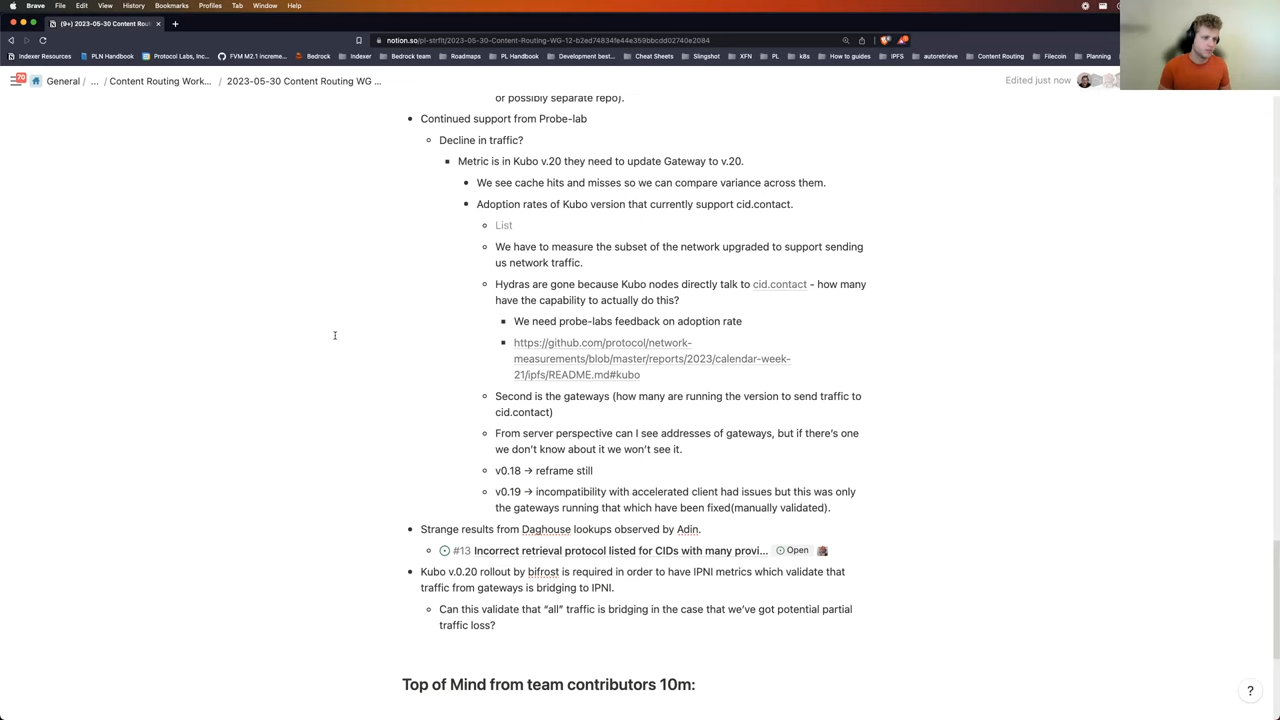 Brave File Edit View History Bookmarks Profiles Tab Window Help
(9+) 2023-05-30 Content Rout
notion.so/pl-strflt/2023-05-30-Content-Routing-WG-12-b2ed74834fe44e359bbcdd02740e2084
Indexer Resources PLN Handbook Protocol Labs, Inc... FVM M2.1 increme... Bedrock Indexer Bedrock team Roadmaps PL Handbook Development best... Cheat Sheets Slingshot XFN PL k8s How to guides IPFS autoretrieve Content Routing Filecoin Planning
70 General / ... / Content Routing Work... / 2023-05-30 Content Routing WG ... Edited just now
or possibly separate repo).
Continued support from Probe-lab
Decline in traffic?
Metric is in Kubo v.20 they need to update Gateway to v.20.
We see cache hits and misses so we can compare variance across them.
Adoption rates of Kubo version that currently support cid.contact.
List
We have to measure the subset of the network upgraded to support sending
us network traffic.
Hydras are gone because Kubo nodes directly talk to cid.contact - how many
have the capability to actually do this?
We need probe-labs feedback on adoption rate
https://github.com/protocol/network-
measurements/blob/master/reports/2023/calendar-week-
21/ipfs/README.md#kubo
Second is the gateways (how many are running the version to send traffic to
cid.contact)
From server perspective can I see addresses of gateways, but if there's one
we don't know about it we won't see it.
v0.18 → reframe still
v0.19 → incompatibility with accelerated client had issues but this was only
the gateways running that which have been fixed(manually validated).
Strange results from Daghouse lookups observed by Adin.
#13 Incorrect retrieval protocol listed for CIDs with many provi... Open
Kubo v.0.20 rollout by bifrost is required in order to have IPNI metrics which validate that
traffic from gateways is bridging to IPNI.
Can this validate that "all" traffic is bridging in the case that we've got potential partial
traffic loss?
Top of Mind from team contributors 10m:
?